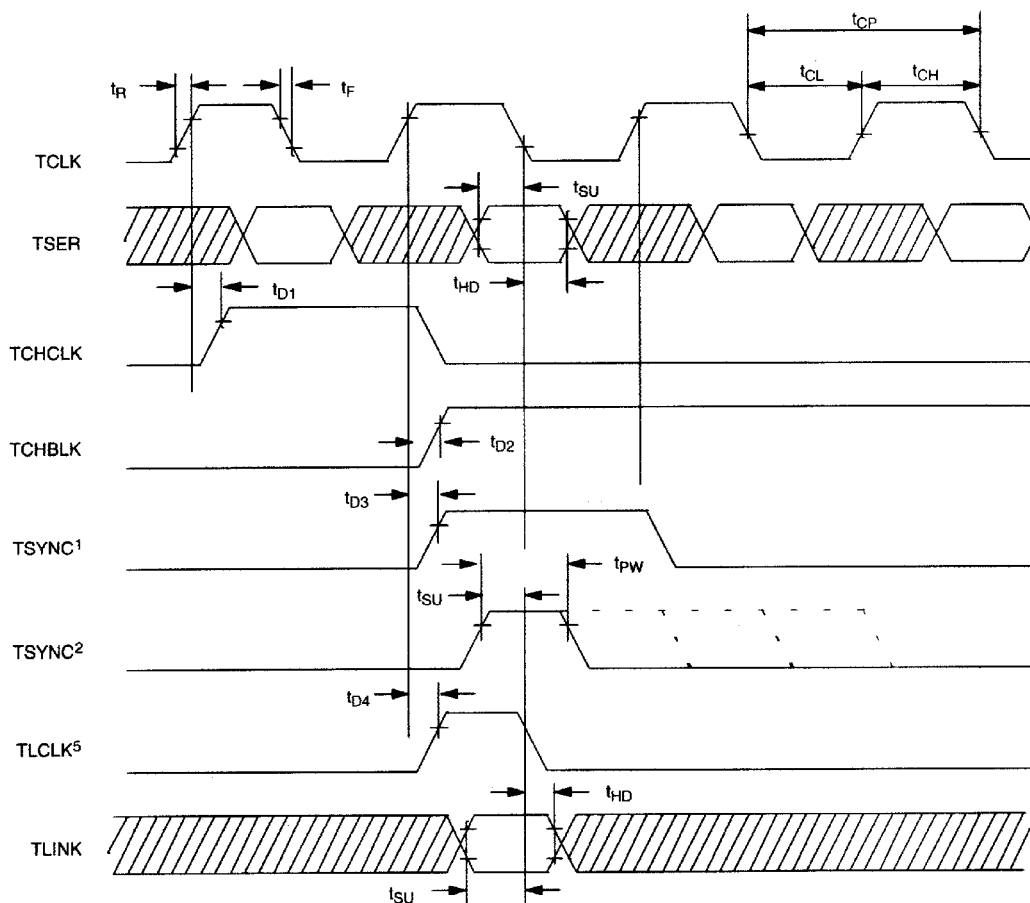 tCP
tR
tF
tCL
tCH
TCLK
tSU
TSER
tHD
tD1
TCHCLK
TCHBLK
tD2
tD3
TSYNC1
tPW
tSU
TSYNC2
tD4
TLCLK5
tHD
TLINK
tSU